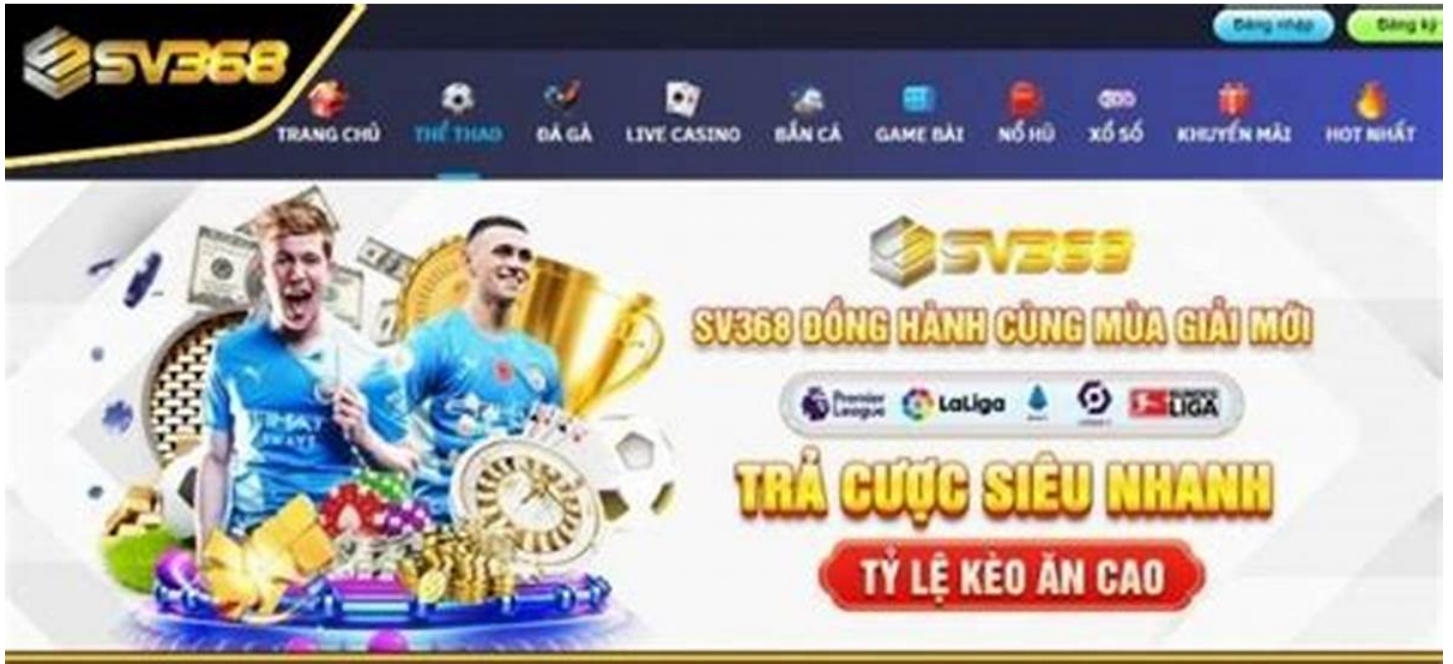 SV368
Đăng nhập
Đăng ký
TRANG CHỦ
THỂ THAO
ĐÁ GÀ
LIVE CASINO
BẮN CÁ
GAME BÀI
NỔ HŨ
XỔ SỐ
KHUYẾN MÃI
HOT NHẤT
SV368
SV368 ĐỒNG HÀNH CÙNG MÙA GIẢI MỚI
Premier League
LaLiga
BUNDESLIGA
TRẢ CƯỢC SIÊU NHANH
TỶ LỆ KÈO ĂN CAO